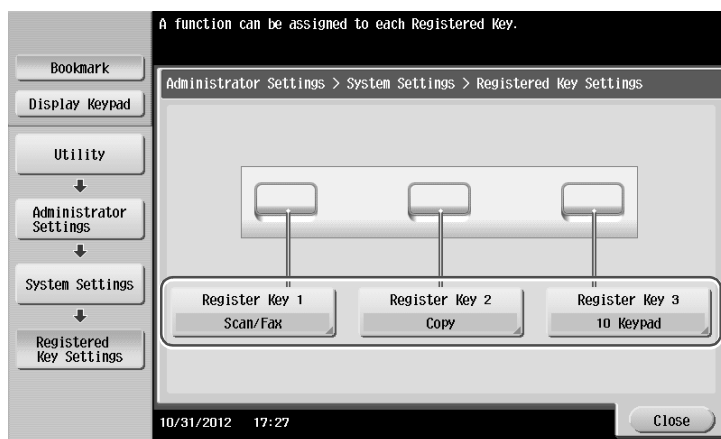 A function can be assigned to each Registered Key.
Bookmark
Display Keypad
Utility
Administrator
Settings
System Settings
Registered
Key Settings
Administrator Settings > System Settings > Registered Key Settings
Register Key 1
Scan/Fax
Register Key 2
Copy
Register Key 3
10 Keypad
10/31/2012 17:27
Close